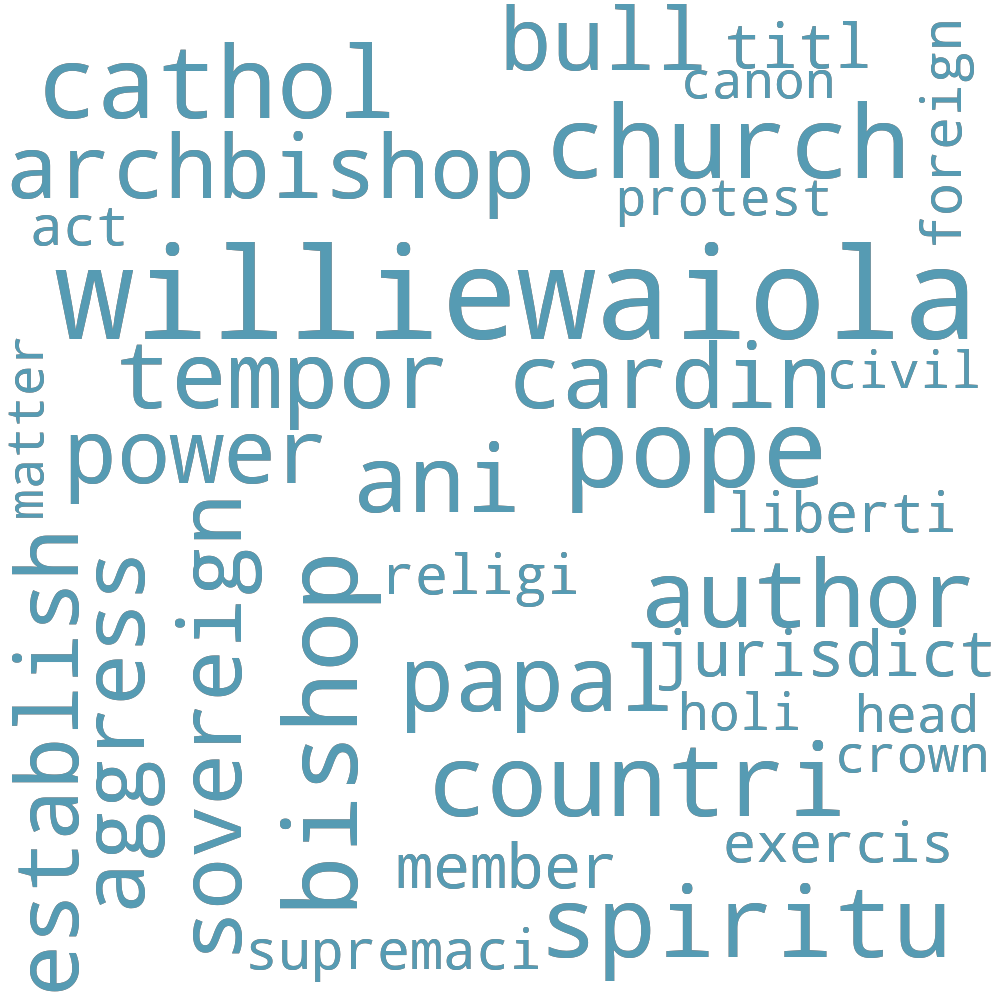 bull
titl
cathol
canon
foreign
church
archbishop
protest
act
williewaiola
tempor
cardin
civil
matter
power
ani
pope
liberti
establish
aggress
sovereign
bishop
religi
author
jurisdict
papal
holi
head
crown
countri
exercis
member
spiritu
supremaci